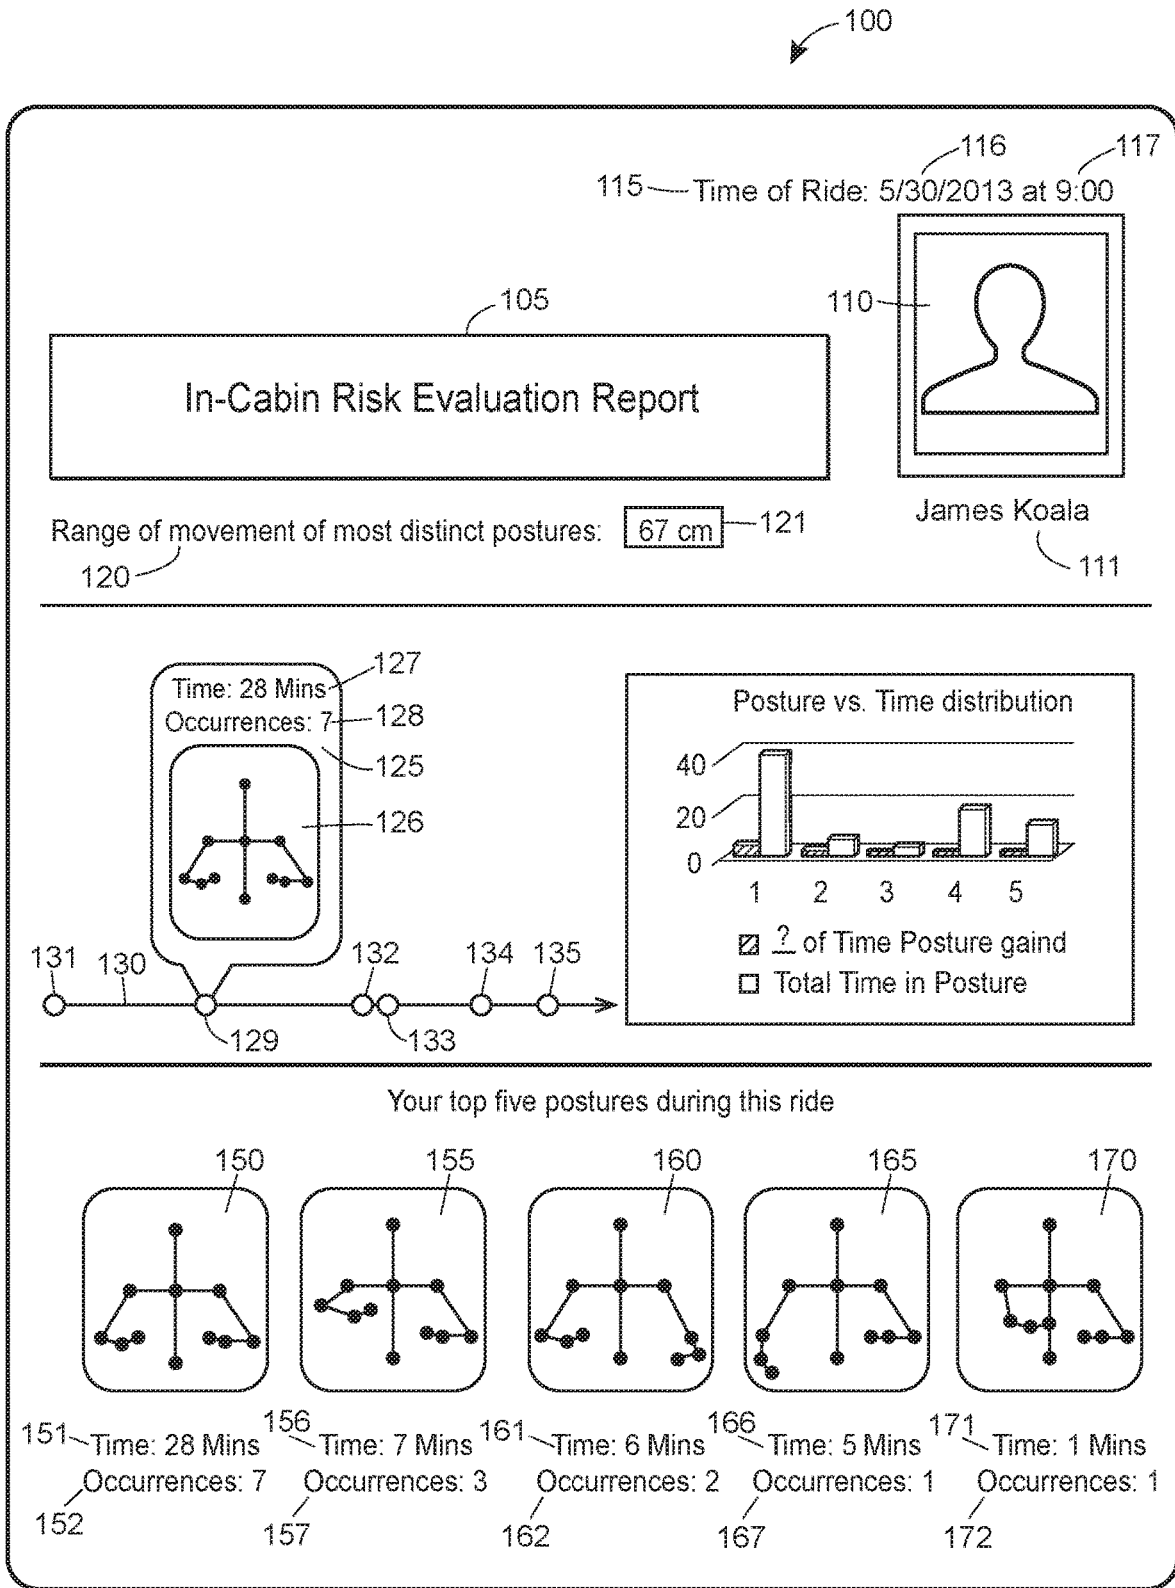 100
116
117
115 Time of Ride: 5/30/2013 at 9:00
105
110
In-Cabin Risk Evaluation Report
James Koala
111
Range of movement of most distinct postures: 67 cm 121
120
127
Time: 28 Mins
Occurrences: 7 128
125
126
131 130 132 134 135
129 133
Posture vs. Time distribution
40
20
0
1 2 3 4 5
? of Time Posture gaind
Total Time in Posture
Your top five postures during this ride
150 155 160 165 170
151 156 161 166 171
Time: 28 Mins Time: 7 Mins Time: 6 Mins Time: 5 Mins Time: 1 Mins
Occurrences: 7 Occurrences: 3 Occurrences: 2 Occurrences: 1 Occurrences: 1
152 157 162 167 172